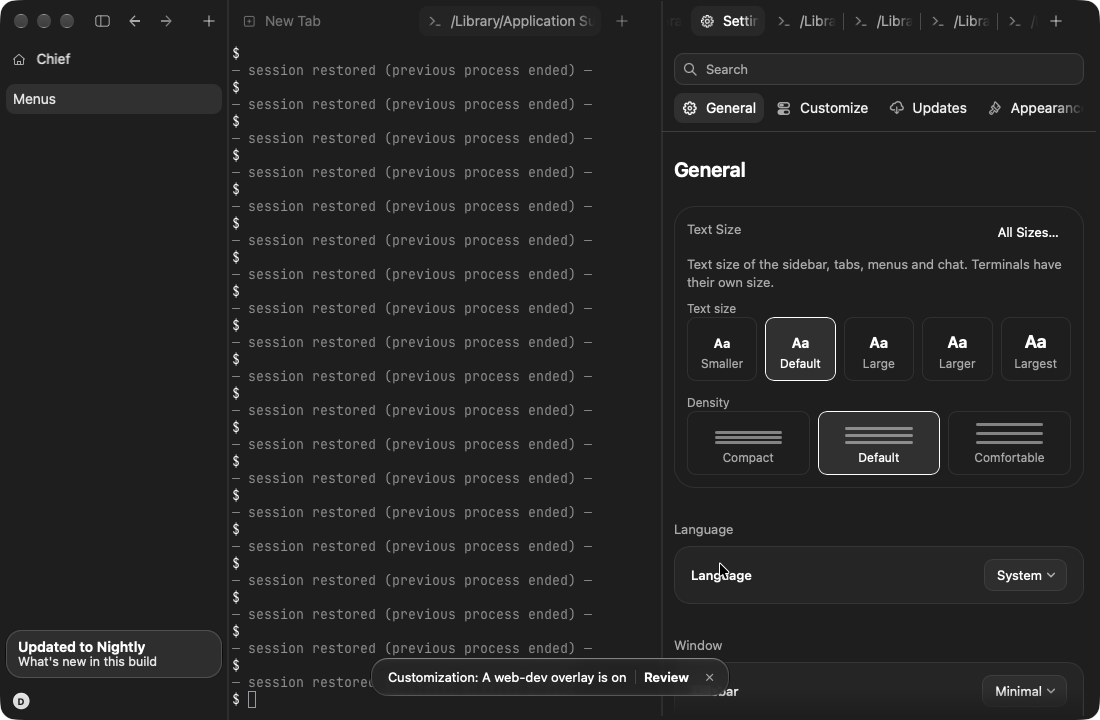 New Tab
/Library/Application Su
Setti
/Libra
/Libra
/Libra
Chief
Menus
$
— session restored (previous process ended) —
$
— session restored (previous process ended) —
$
— session restored (previous process ended) —
$
— session restored (previous process ended) —
$
— session restored (previous process ended) —
$
— session restored (previous process ended) —
$
— session restored (previous process ended) —
$
— session restored (previous process ended) —
$
— session restored (previous process ended) —
$
— session restored (previous process ended) —
$
— session restored (previous process ended) —
$
— session restored (previous process ended) —
$
— session restored (previous process ended) —
$
— session restored (previous process ended) —
$
— session restored (previous process ended) —
$
— session restored (previous process ended) —
$
— session restored (previous process ended) —
$
— session restored (previous process ended) —
$
— session restored
$
Search
General Customize Updates Appearanc
General
Text Size All Sizes...
Text size of the sidebar, tabs, menus and chat. Terminals have
their own size.
Text size
Aa Aa Aa Aa Aa
Smaller Default Large Larger Largest
Density
Compact Default Comfortable
Language
Language System
Window
Minimal
Updated to Nightly
What's new in this build
D
Customization: A web-dev overlay is on Review